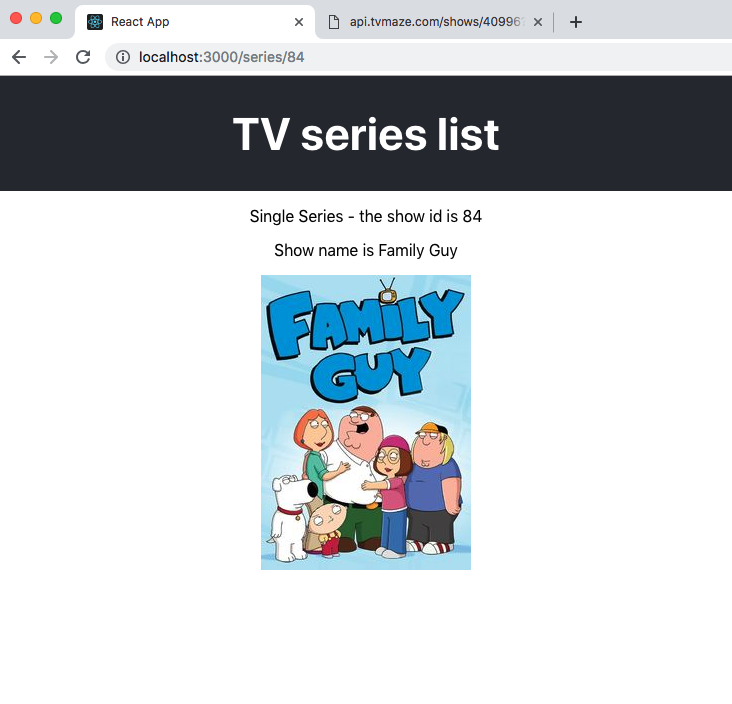 React App
api.tvmaze.com/shows/40996
localhost:3000/series/84
TV series list
Single Series - the show id is 84
Show name is Family Guy
FAMILY
GUY